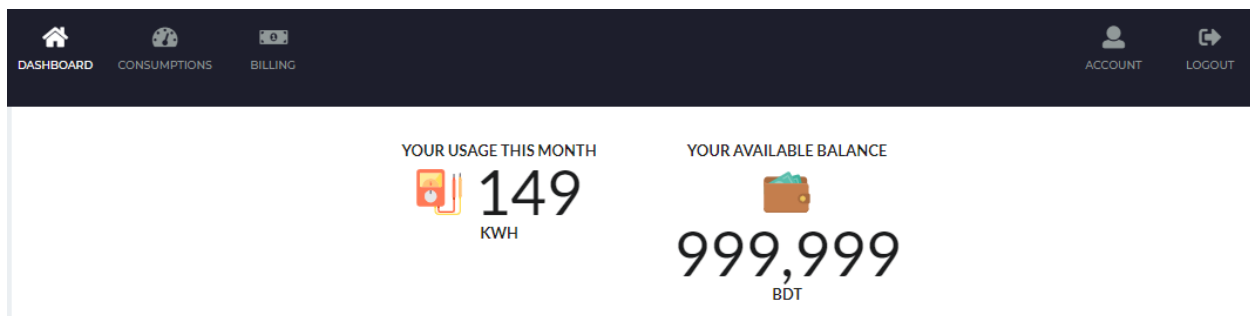 DASHBOARD CONSUMPTIONS BILLING ACCOUNT LOGOUT
YOUR USAGE THIS MONTH YOUR AVAILABLE BALANCE
149
KWH
999,999
BDT